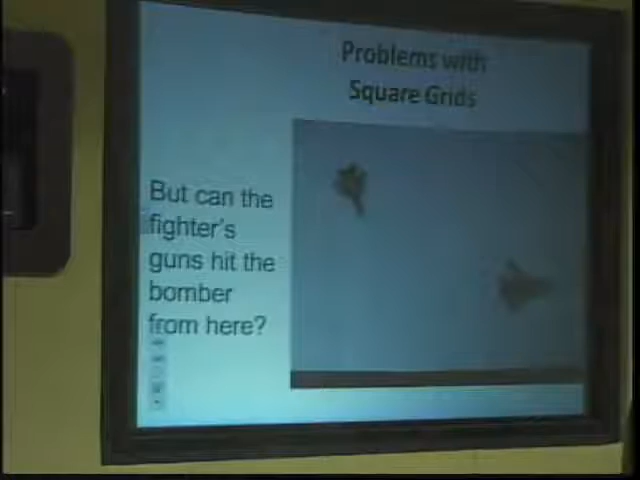 Problems with
Square Grids
But can the
fighter's
guns hit the
bomber
from here?